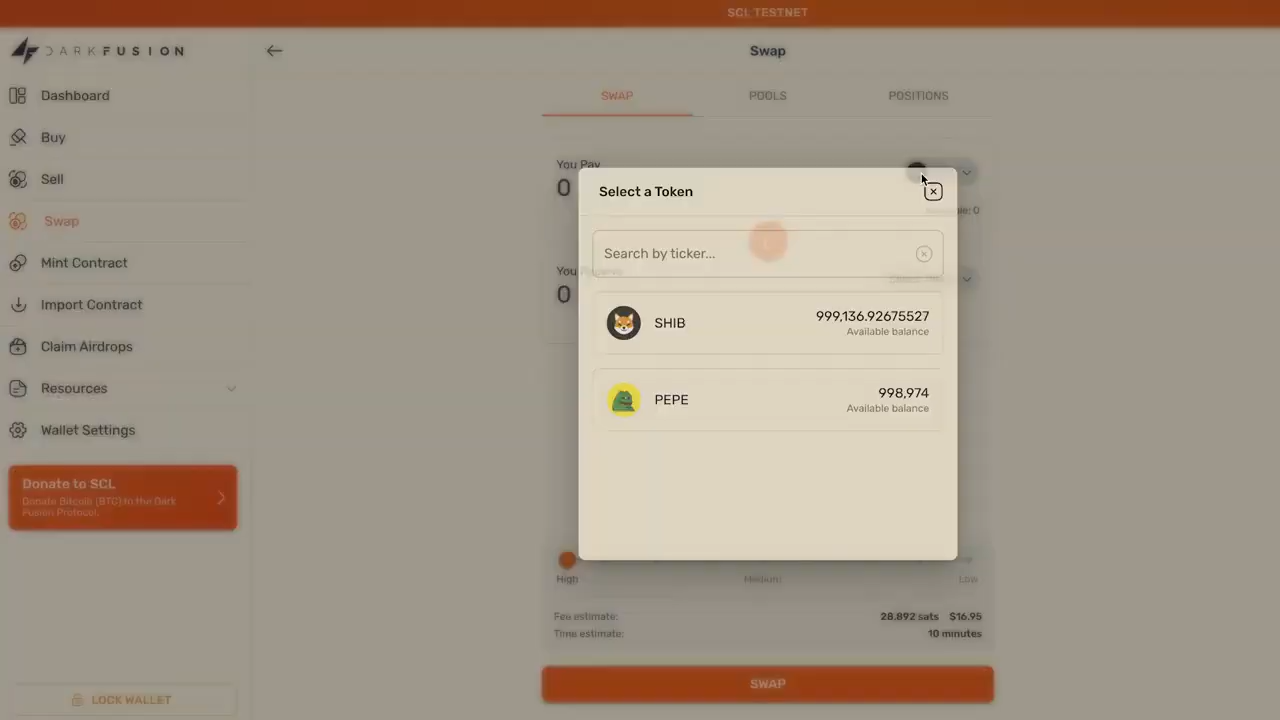 SCL TESTNET
DARKFUSION
Swap
Dashboard
Buy
Sell
Swap
Mint Contract
Import Contract
Claim Airdrops
Resources
Wallet Settings
Donate to SCL
Donate Bitcoin (BTC) to the Dark
Fusion Protocol.
LOCK WALLET
SWAP
POOLS
POSITIONS
You Pay
0
You
0
Select a Token
Search by ticker...
SHIB
999,136.92675527
Available balance
PEPE
998,974
Available balance
High
Medium
Low
Fee estimate:
28,892 sats $16.95
Time estimate:
10 minutes
SWAP